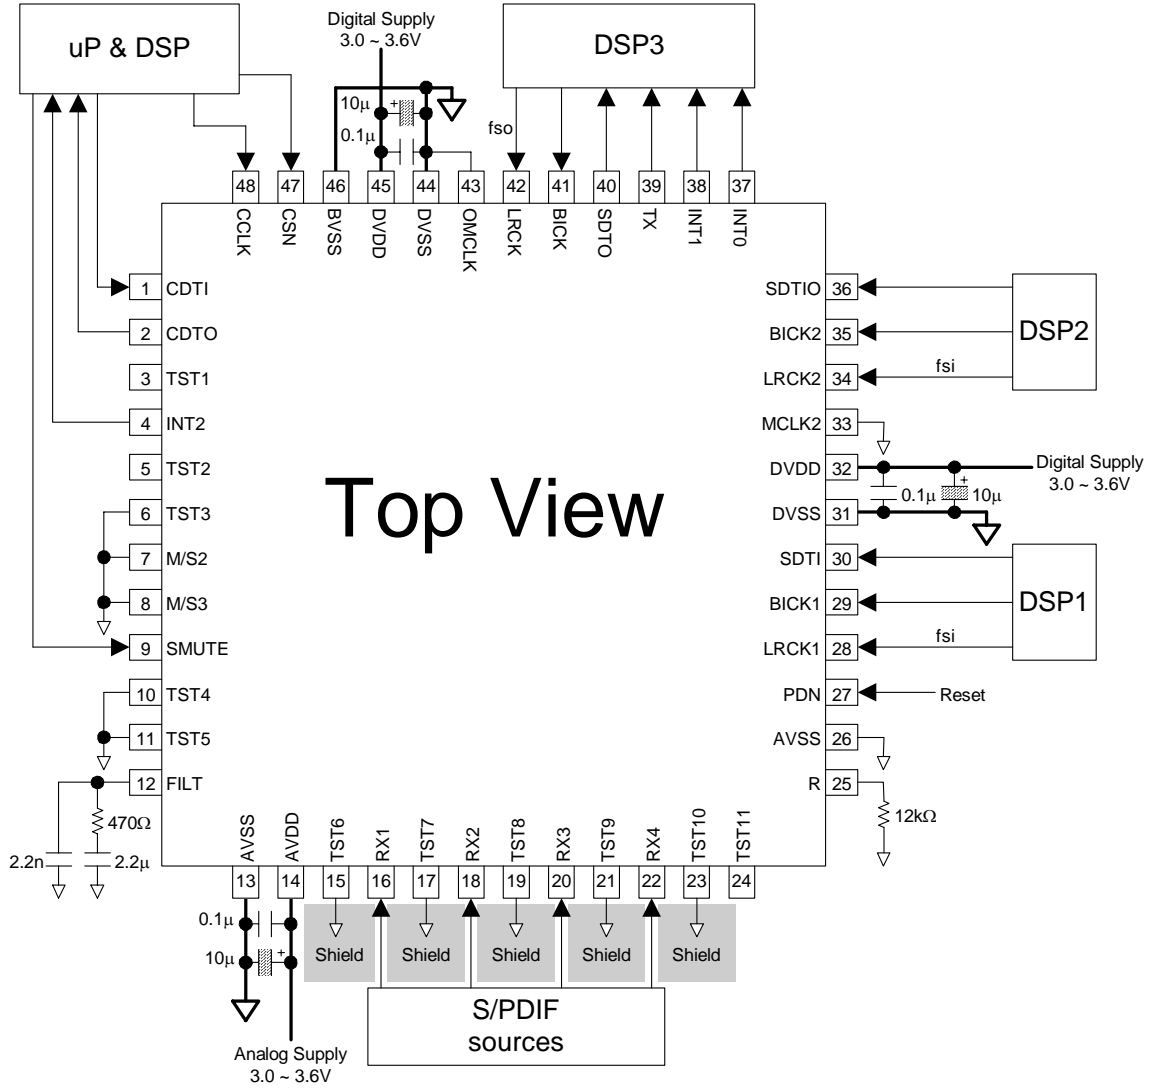 uP & DSP
Digital Supply
3.0 ~ 3.6V
DSP3
10μ
+
0.1μ
fso
48
47
46
45
44
43
42
41
40
39
38
37
CCLK
CSN
BVSS
DVDD
DVSS
OMCLK
LRCK
BICK
SDTO
TX
INT1
INT0
1 CDTI
2 CDTO
3 TST1
4 INT2
5 TST2
6 TST3
7 M/S2
8 M/S3
9 SMUTE
10 TST4
11 TST5
12 FILT
470Ω
2.2n
2.2μ
Top View
SDTIO 36
BICK2 35
LRCK2 34
fsi
DSP2
MCLK2 33
DVDD 32
Digital Supply
3.0 ~ 3.6V
0.1μ
+
10μ
DVSS 31
SDTI 30
BICK1 29
LRCK1 28
fsi
DSP1
PDN 27
Reset
AVSS 26
R 25
12kΩ
AVSS
AVDD
TST6
RX1
TST7
RX2
TST8
RX3
TST9
RX4
TST10
TST11
13
14
15
16
17
18
19
20
21
22
23
24
0.1μ
10μ
+
Shield
Shield
Shield
Shield
Shield
S/PDIF
sources
Analog Supply
3.0 ~ 3.6V